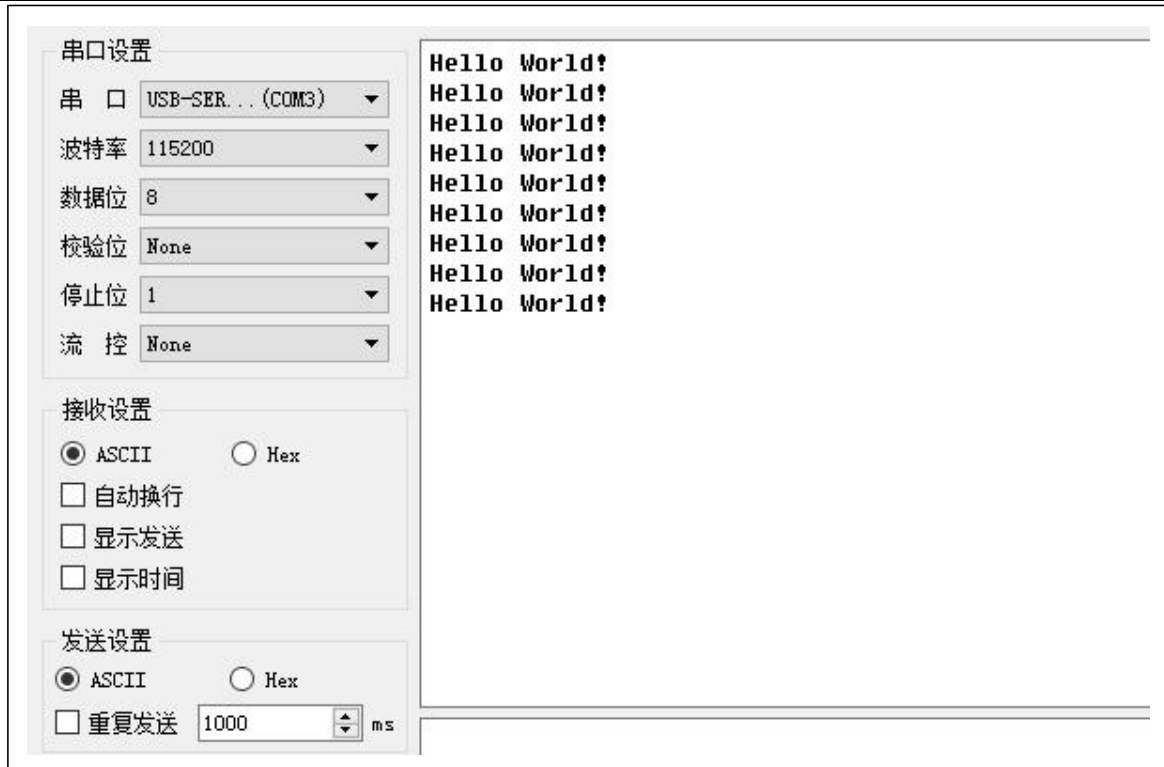 串口设置
串 口 USB-SER...(COM3)
波特率 115200
数据位 8
校验位 None
停止位 1
流 控 None
接收设置
ASCII Hex
自动换行
显示发送
显示时间
发送设置
ASCII Hex
重复发送 1000 ms
Hello World!
Hello World!
Hello World!
Hello World!
Hello World!
Hello World!
Hello World!
Hello World!
Hello World!